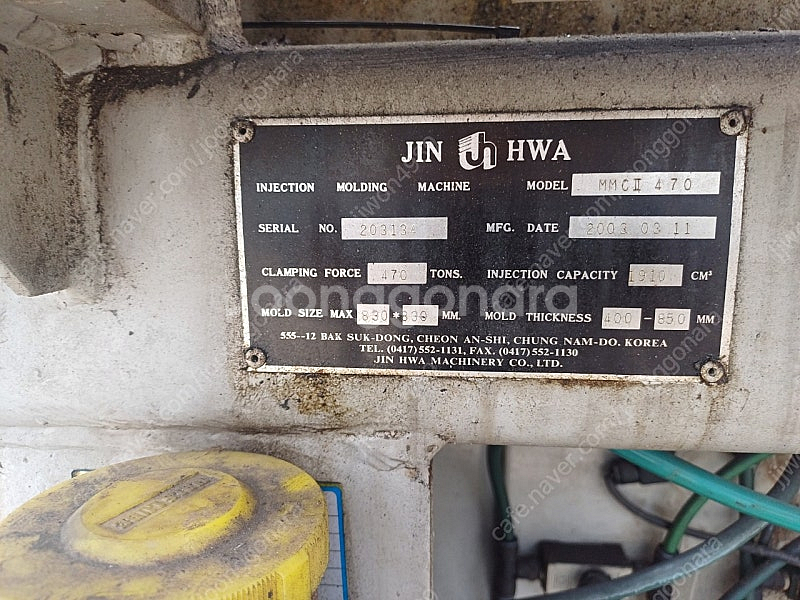 JIN HWA
INJECTION MOLDING MACHINE MODEL MMCII 470
SERIAL NO. 20313A MFG. DATE 2003 03 11
CLAMPING FORCE 470 TONS. INJECTION CAPACITY 1910 CM³
joonggonara
MOLD SIZE MAX 830*830 MM. MOLD THICKNESS 400 - 850 MM
555--12 BAK SUK-DONG, CHEON AN-SHI, CHUNG NAM-DO. KOREA
TEL. (0417) 552-1131, FAX. (0417) 552-1130
JIN HWA MACHINERY CO., LTD.